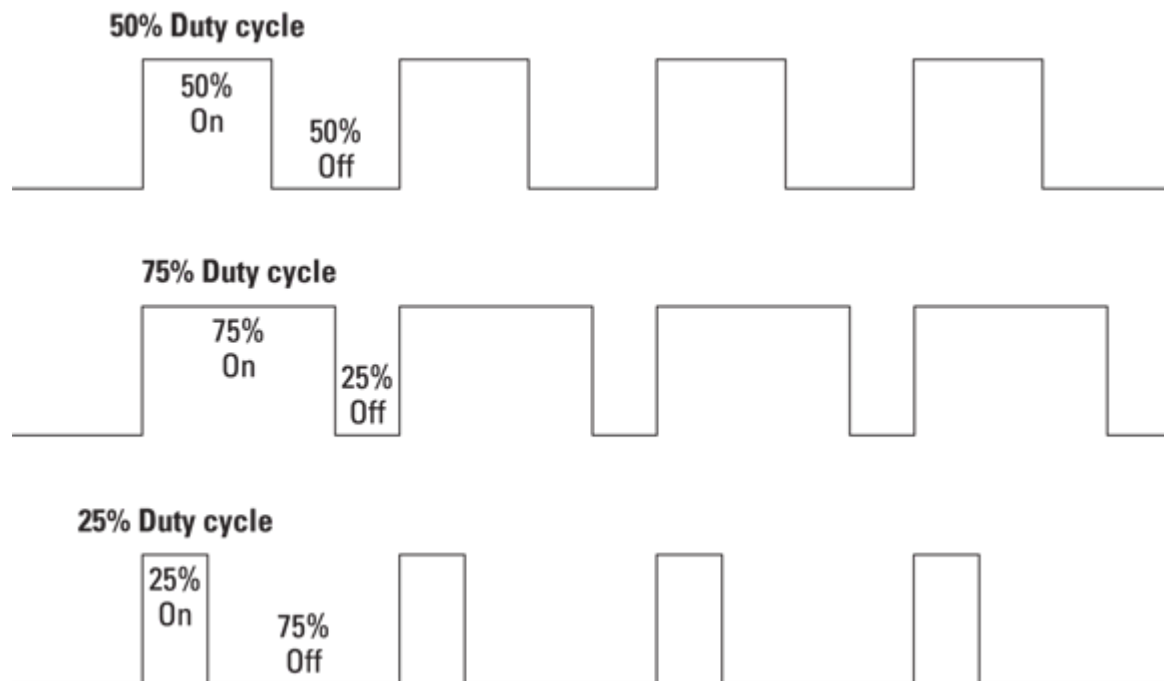 50% Duty cycle
50%
On
50%
Off
75% Duty cycle
75%
On
25%
Off
25% Duty cycle
25%
On
75%
Off